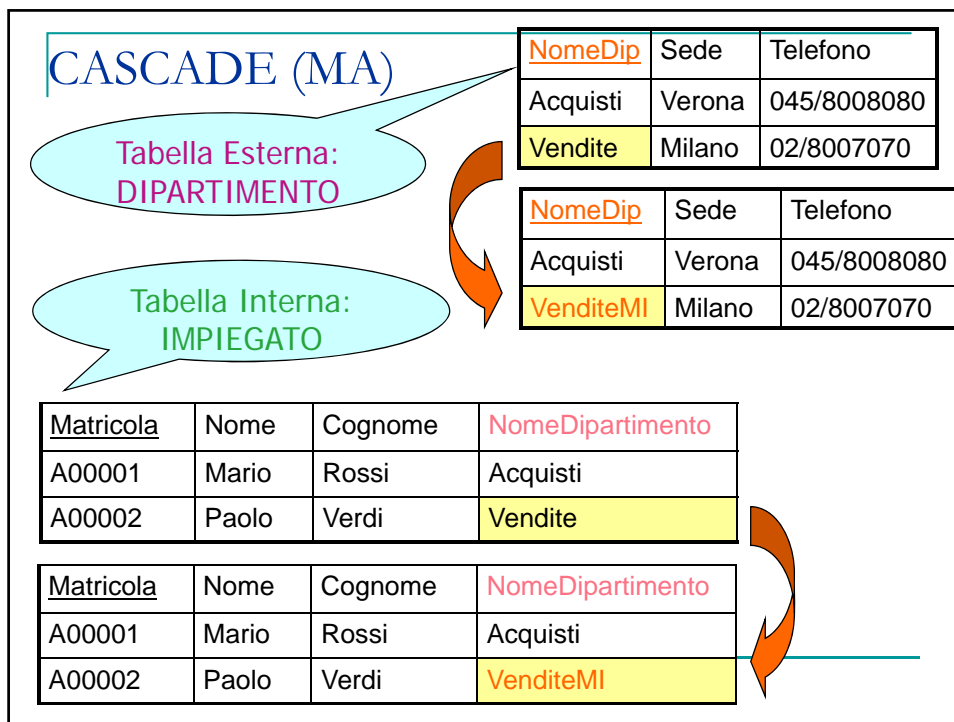 CASCADE (MA)
NomeDip Sede Telefono
Acquisti Verona 045/8008080
Vendite Milano 02/8007070
Tabella Esterna:
DIPARTIMENTO
NomeDip Sede Telefono
Acquisti Verona 045/8008080
VenditeMI Milano 02/8007070
Tabella Interna:
IMPIEGATO
Matricola Nome Cognome NomeDipartimento
A00001 Mario Rossi Acquisti
A00002 Paolo Verdi Vendite
Matricola Nome Cognome NomeDipartimento
A00001 Mario Rossi Acquisti
A00002 Paolo Verdi VenditeMI